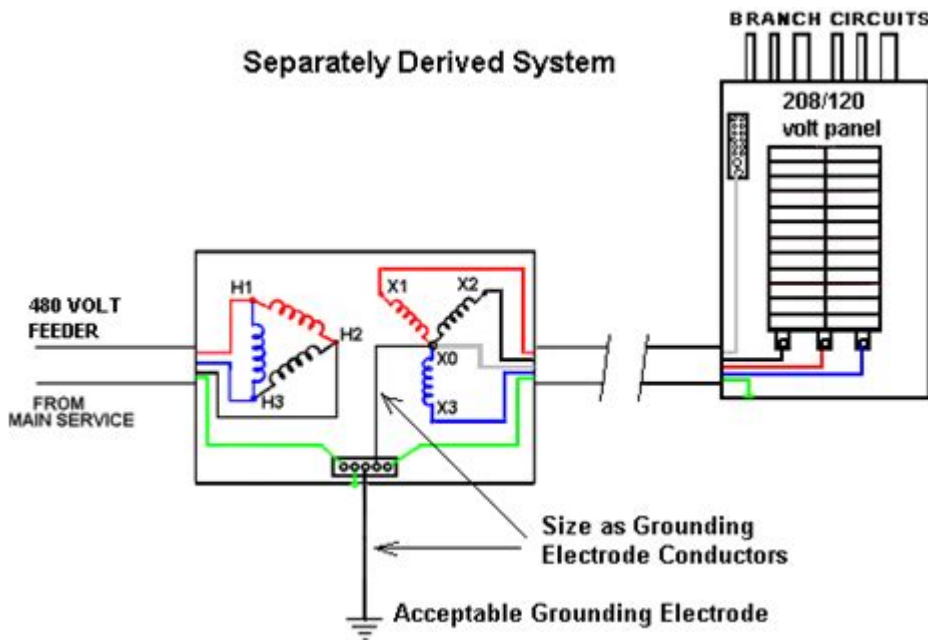 BRANCH CIRCUITS
Separately Derived System
208/120
volt panel
H1
X1
X2
480 VOLT
FEEDER
H2
X0
H3
X3
FROM
MAIN SERVICE
Size as Grounding
Electrode Conductors
Acceptable Grounding Electrode